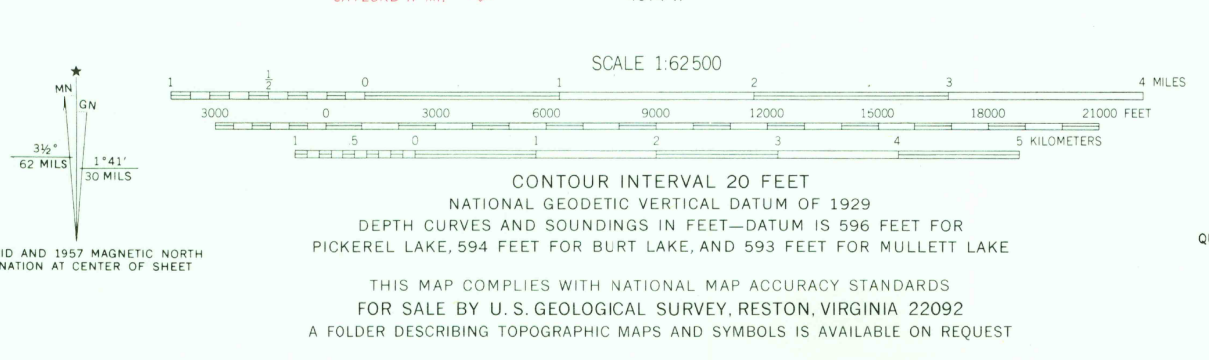 SCALE 1:62500
1 ½ 0 1 2 3 4 MILES
3000 0 3000 6000 9000 12000 15000 18000 21000 FEET
1 .5 0 1 2 3 4 5 KILOMETERS
MN
GN
3½°
62 MILS
1°41′
30 MILS
ID AND 1957 MAGNETIC NORTH
NATION AT CENTER OF SHEET
CONTOUR INTERVAL 20 FEET
NATIONAL GEODETIC VERTICAL DATUM OF 1929
DEPTH CURVES AND SOUNDINGS IN FEET—DATUM IS 596 FEET FOR
PICKEREL LAKE, 594 FEET FOR BURT LAKE, AND 593 FEET FOR MULLETT LAKE
THIS MAP COMPLIES WITH NATIONAL MAP ACCURACY STANDARDS
FOR SALE BY U. S. GEOLOGICAL SURVEY, RESTON, VIRGINIA 22092
A FOLDER DESCRIBING TOPOGRAPHIC MAPS AND SYMBOLS IS AVAILABLE ON REQUEST